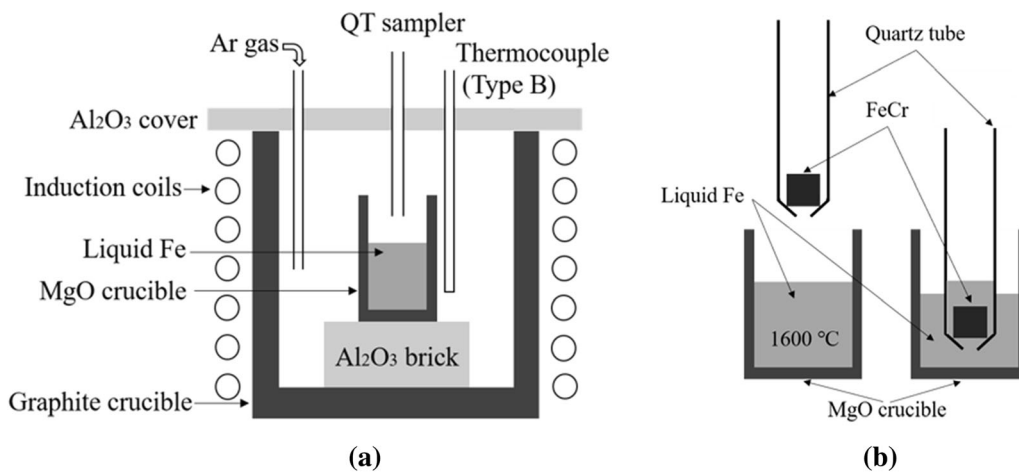 QT sampler
Ar gas
Thermocouple
(Type B)
Al2O3 cover
Induction coils
Liquid Fe
MgO crucible
Al2O3 brick
Graphite crucible
(a)
Quartz tube
FeCr
Liquid Fe
1600 °C
MgO crucible
(b)